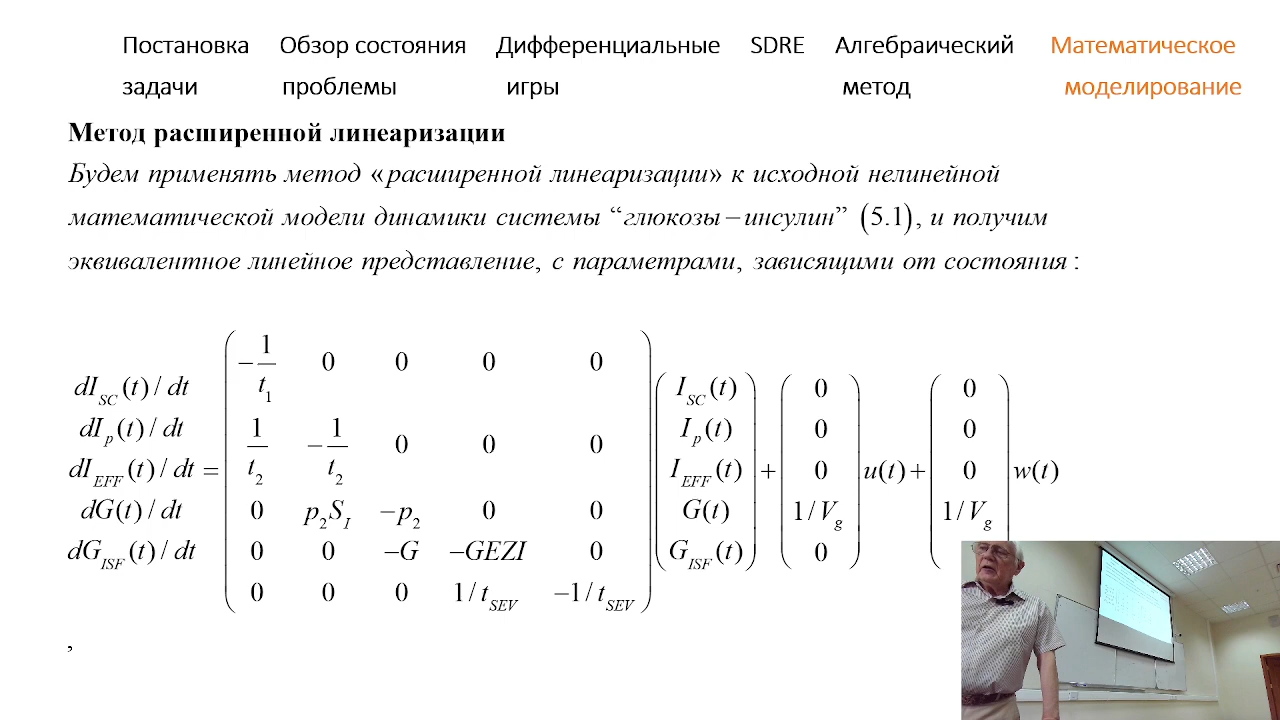 Постановка Обзор состояния Дифференциальные SDRE Алгебраический Математическое
задачи проблемы игры метод моделирование
Метод расширенной линеаризации
Будем применять метод «расширенной линеаризации» к исходной нелинейной
математической модели динамики системы “глюкозы – инсулин” (5.1), и получим
эквивалентное линейное представление, с параметрами, зависящими от состояния :
dI_SC(t) / dt
dI_p(t) / dt
dI_EFF(t) / dt =
dG(t) / dt
dG_ISF(t) / dt
-1/t_1 0 0 0 0
1/t_2 -1/t_2 0 0 0
0 p_2S_I -p_2 0 0
0 0 -G -GEZI 0
0 0 0 1/t_SEV -1/t_SEV
I_SC(t)
I_p(t)
I_EFF(t)
G(t)
G_ISF(t)
+
0
0
0
1/V_g
0
u(t) +
0
0
0
1/V_g
w(t)
,